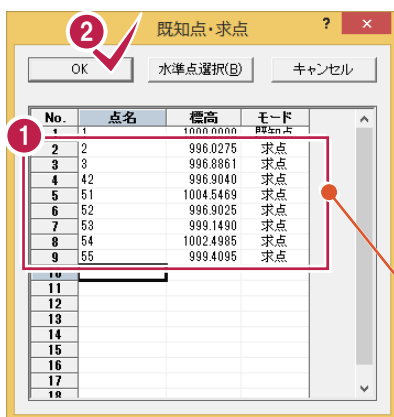 既知点・求点 ? ×
2
OK 水準点選択(B) キャンセル
No. 点名 標高 モード
1
1 1 1000.0000 既知点
2 2 996.0275 求点
3 3 996.8861 求点
4 42 996.9040 求点
5 51 1004.5469 求点
6 52 996.9025 求点
7 53 999.1490 求点
8 54 1002.4985 求点
9 55 999.4095 求点
10
11
12
13
14
15
16
17
18